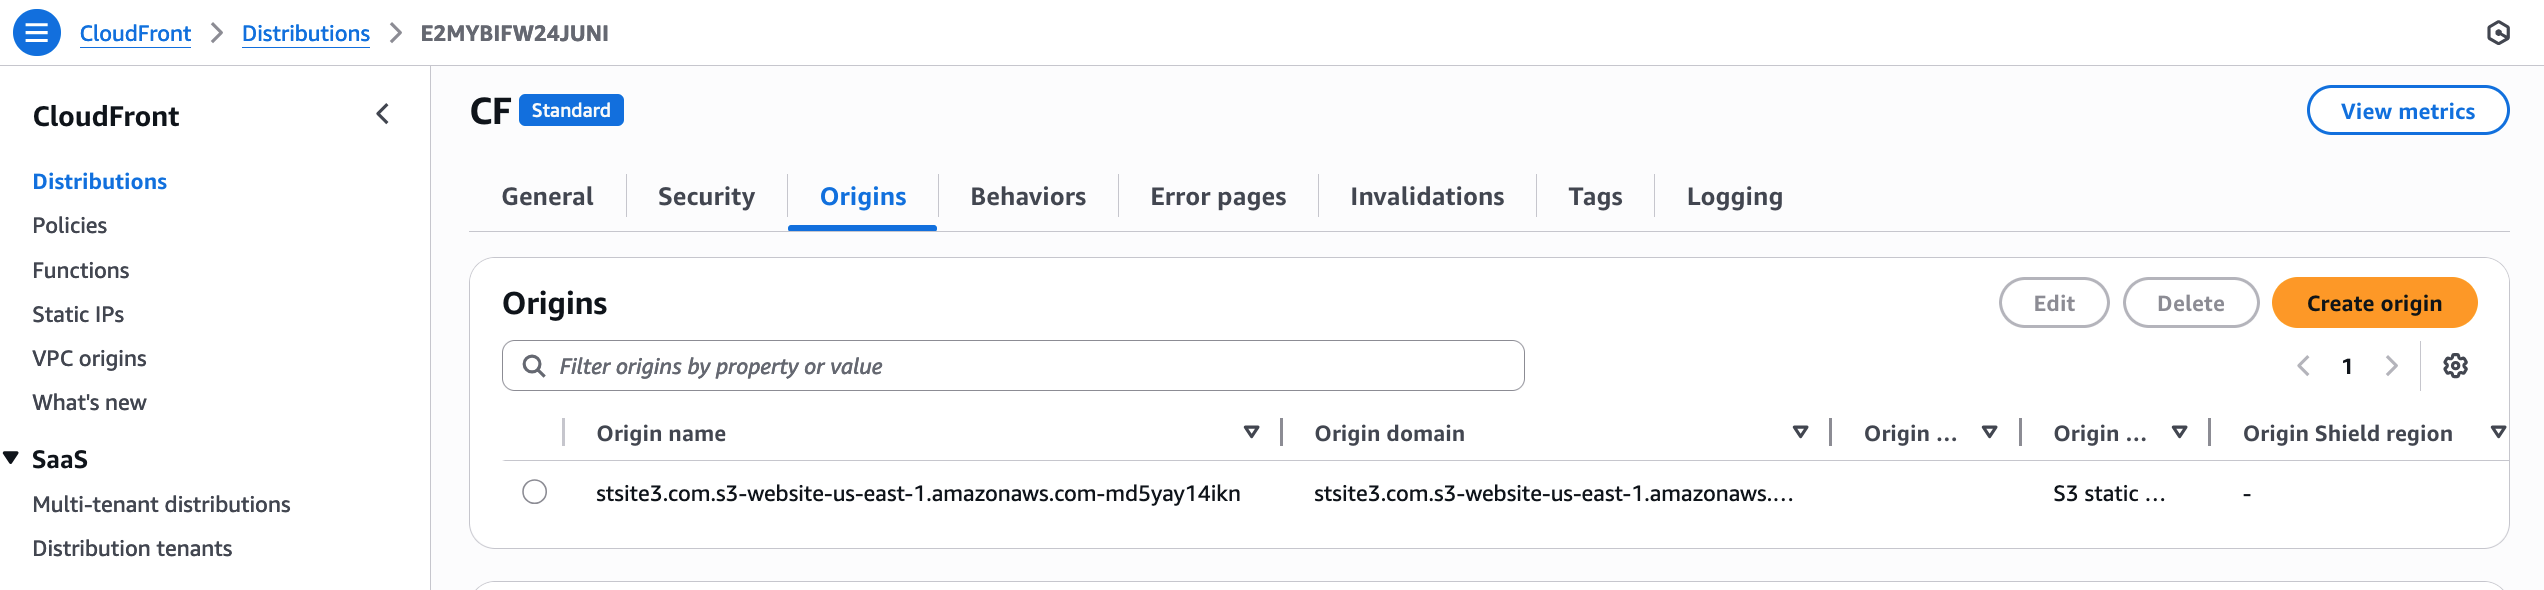 CloudFront Distributions E2MYBIFW24JUNI
CloudFront
Distributions
Policies
Functions
Static IPs
VPC origins
What's new
SaaS
Multi-tenant distributions
Distribution tenants
CF Standard
View metrics
General Security Origins Behaviors Error pages Invalidations Tags Logging
Origins
Edit Delete Create origin
Filter origins by property or value
1
Origin name Origin domain Origin ... Origin ... Origin Shield region
stsite3.com.s3-website-us-east-1.amazonaws.com-md5yay14ikn stsite3.com.s3-website-us-east-1.amazonaws.... S3 static ... -